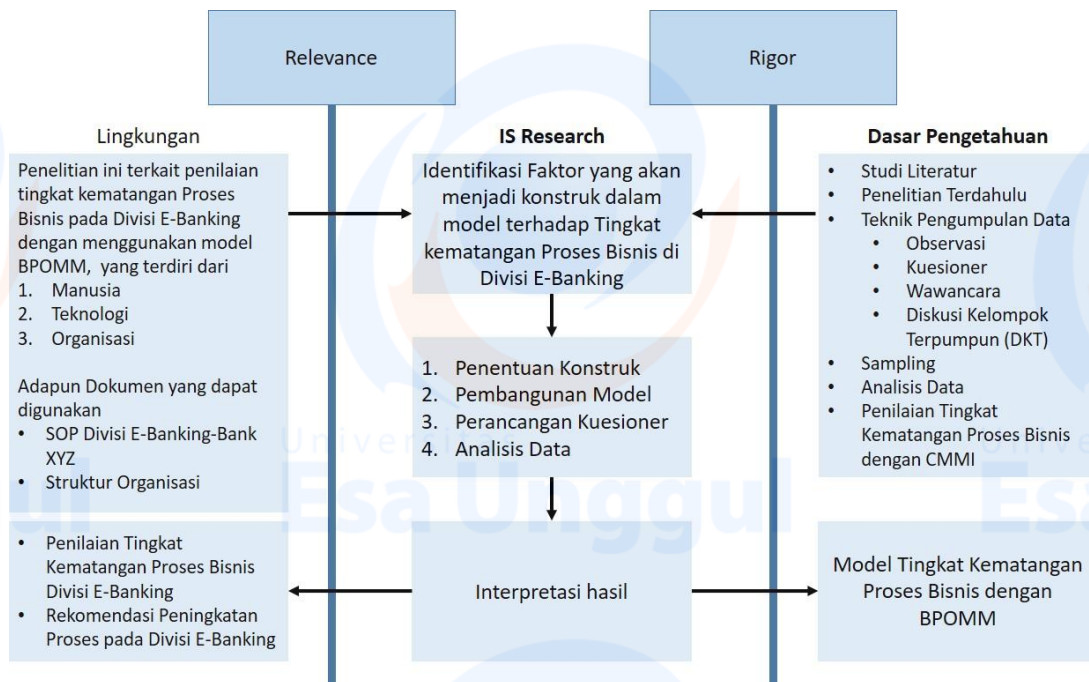 Relevance
Rigor
Lingkungan
Penelitian ini terkait penilaian
tingkat kematangan Proses
Bisnis pada Divisi E-Banking
dengan menggunakan model
BPOMM, yang terdiri dari
1. Manusia
2. Teknologi
3. Organisasi
Adapun Dokumen yang dapat
digunakan
• SOP Divisi E-Banking-Bank
XYZ
• Struktur Organisasi
• Penilaian Tingkat
Kematangan Proses Bisnis
Divisi E-Banking
• Rekomendasi Peningkatan
Proses pada Divisi E-Banking
IS Research
Identifikasi Faktor yang akan
menjadi konstruk dalam
model terhadap Tingkat
kematangan Proses Bisnis di
Divisi E-Banking
1. Penentuan Konstruk
2. Pembangunan Model
3. Perancangan Kuesioner
4. Analisis Data
Interpretasi hasil
Dasar Pengetahuan
• Studi Literatur
• Penelitian Terdahulu
• Teknik Pengumpulan Data
• Observasi
• Kuesioner
• Wawancara
• Diskusi Kelompok
Terpumpun (DKT)
• Sampling
• Analisis Data
• Penilaian Tingkat
Kematangan Proses Bisnis
dengan CMMI
Model Tingkat Kematangan
Proses Bisnis dengan
BPOMM
Universitas
Esa Unggul